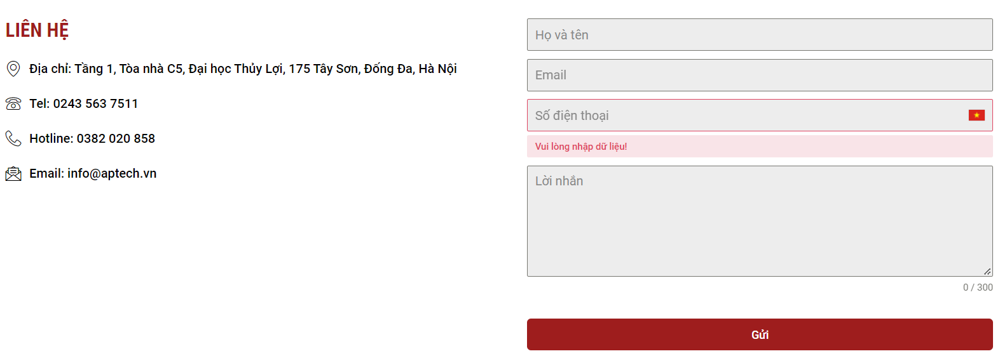 LIÊN HỆ
Địa chỉ: Tầng 1, Tòa nhà C5, Đại học Thủy Lợi, 175 Tây Sơn, Đống Đa, Hà Nội
Tel: 0243 563 7511
Hotline: 0382 020 858
Email: info@aptech.vn
Họ và tên
Email
Số điện thoại
Vui lòng nhập dữ liệu!
Lời nhắn
0 / 300
Gửi